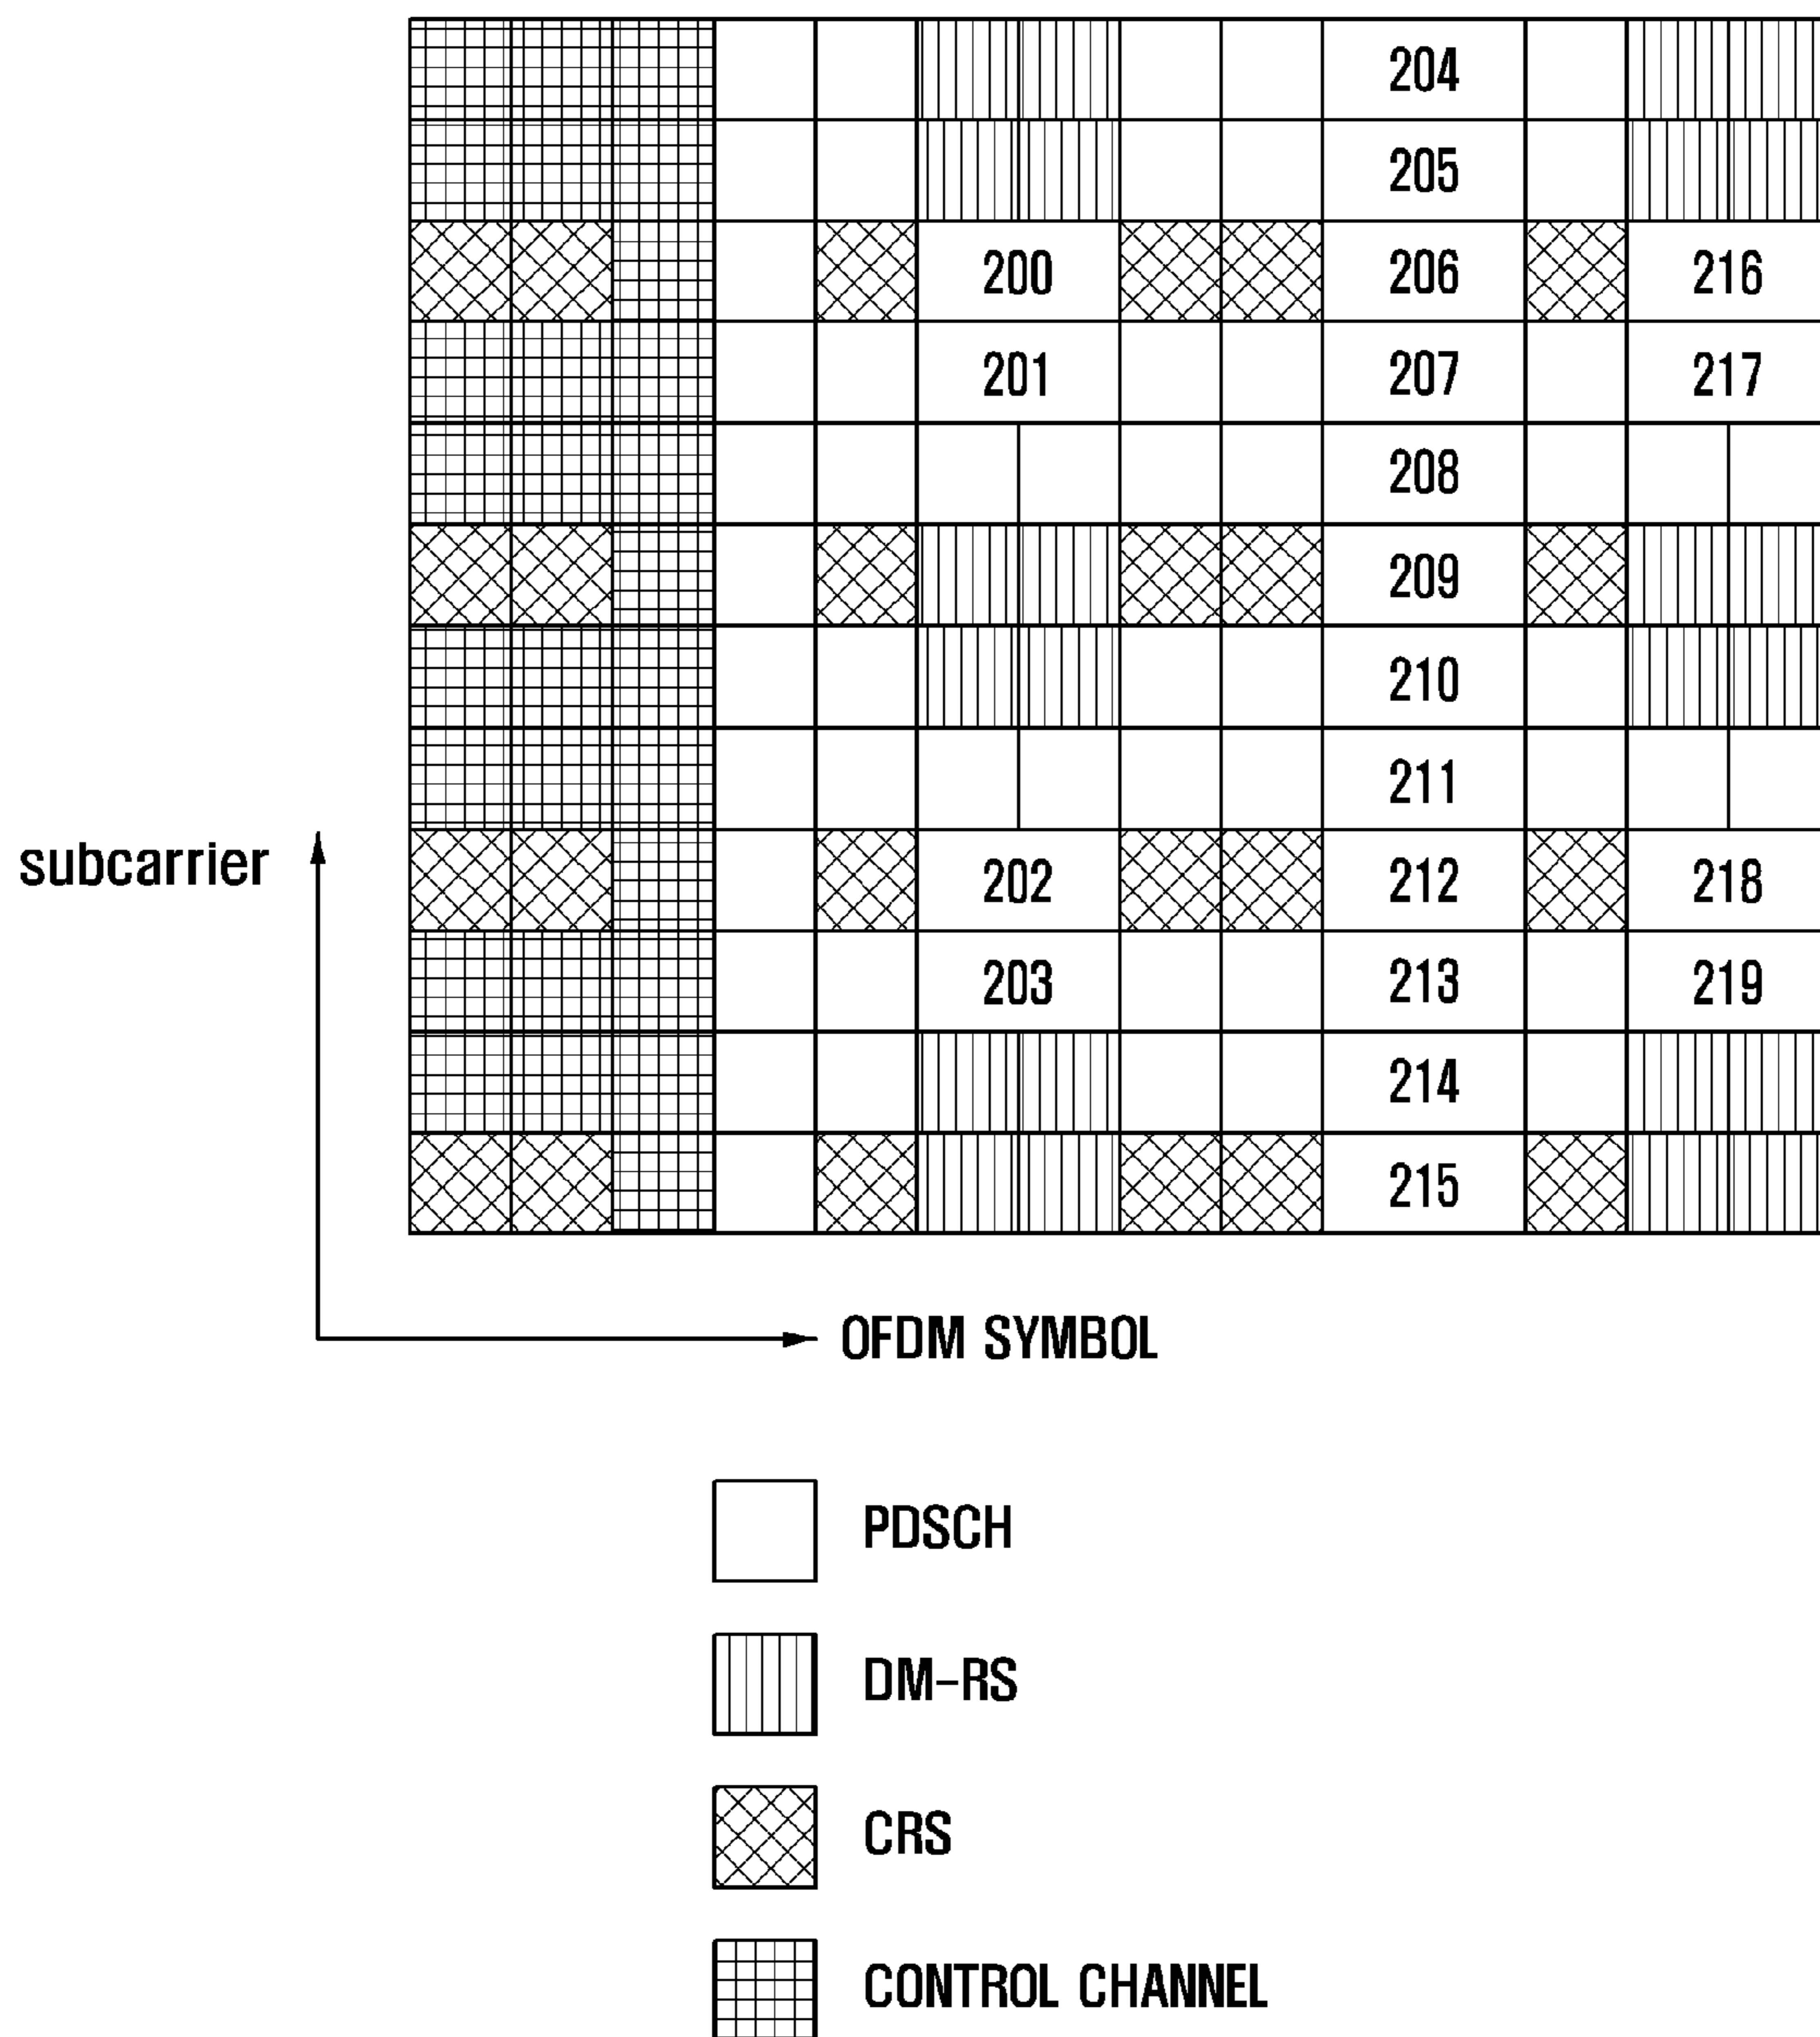 204
205
200 206 216
201 207 217
208
209
210
211
subcarrier 202 212 218
203 213 219
214
215
OFDM SYMBOL
PDSCH
DM-RS
CRS
CONTROL CHANNEL